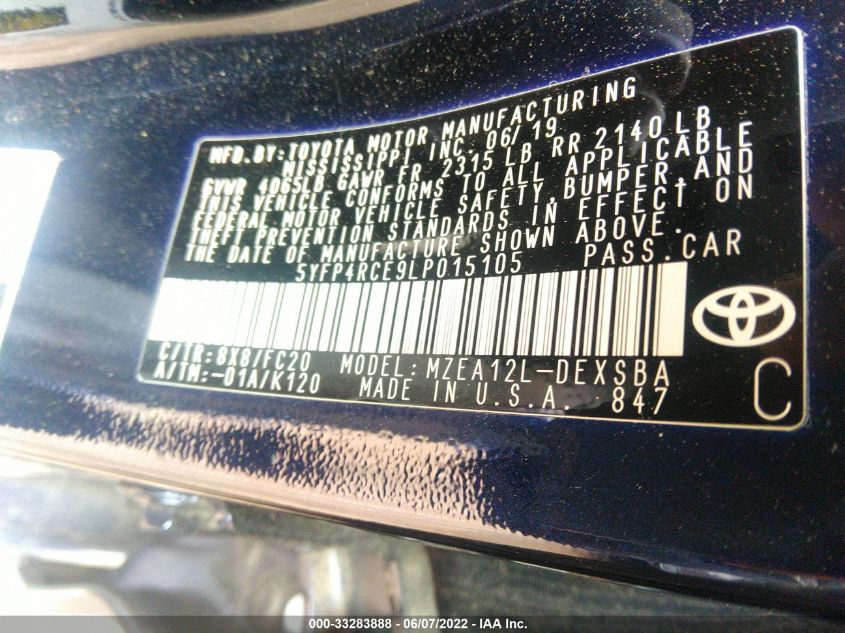 MFD. BY: TOYOTA MOTOR MANUFACTURING
MISSISSIPPI, INC. 06/19
GVWR 4065LB GAWR FR 2315 LB RR 2140 LB
THIS VEHICLE CONFORMS TO ALL APPLICABLE
FEDERAL MOTOR VEHICLE SAFETY, BUMPER, AND
THEFT PREVENTION STANDARDS IN EFFECT ON
THE DATE OF MANUFACTURE SHOWN ABOVE.
5YFP4RCE9LP015105 PASS. CAR
C/TR: 8X8/FC20 MODEL: MZEA12L-DEXSBA
A/TM: -01A/K120 MADE IN U.S.A. 847
C
000-33283888 - 06/07/2022 - IAA Inc.